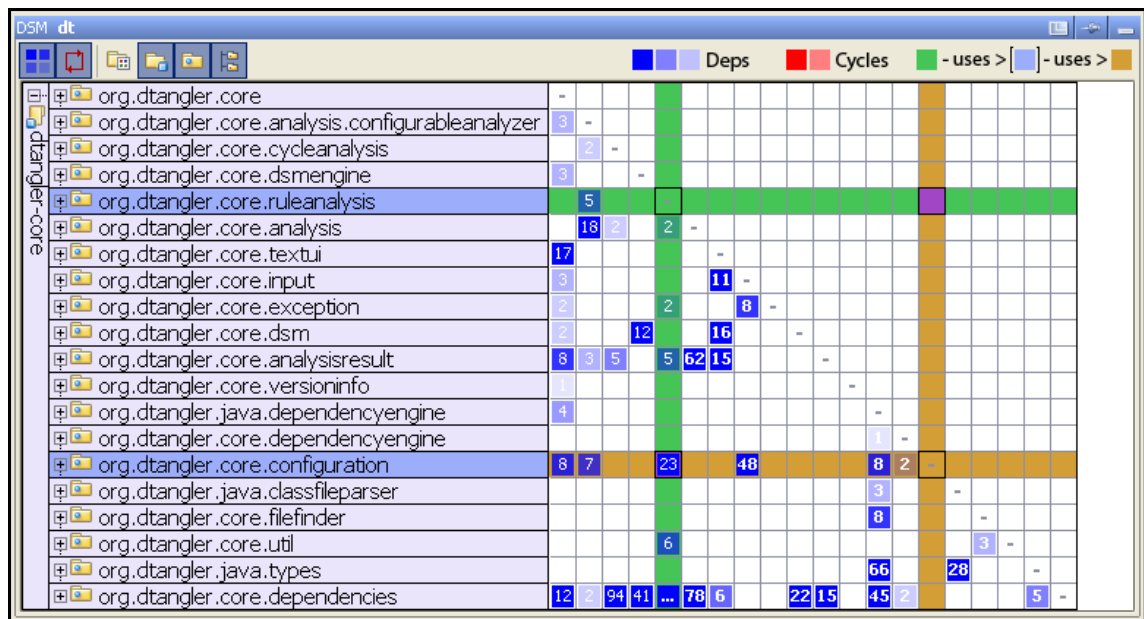 DSM dt
Deps Cycles - uses >[ ]- uses >
dtangler-core
org.dtangler.core -
org.dtangler.core.analysis.configurableanalyzer 3 -
org.dtangler.core.cycleanalysis 2 -
org.dtangler.core.dsmengine 3 -
org.dtangler.core.ruleanalysis 5 -
org.dtangler.core.analysis 18 2 2 -
org.dtangler.core.textui 17 -
org.dtangler.core.input 3 11 -
org.dtangler.core.exception 2 2 8 -
org.dtangler.core.dsm 2 12 16 -
org.dtangler.core.analysisresult 8 3 5 5 62 15 -
org.dtangler.core.versioninfo 1 -
org.dtangler.java.dependencyengine 4 -
org.dtangler.core.dependencyengine 1 -
org.dtangler.core.configuration 8 7 23 48 8 2 -
org.dtangler.java.classfileparser 3 -
org.dtangler.core.filefinder 8 -
org.dtangler.core.util 6 3 -
org.dtangler.java.types 66 28 -
org.dtangler.core.dependencies 12 2 94 41 ... 78 6 22 15 45 2 5 -